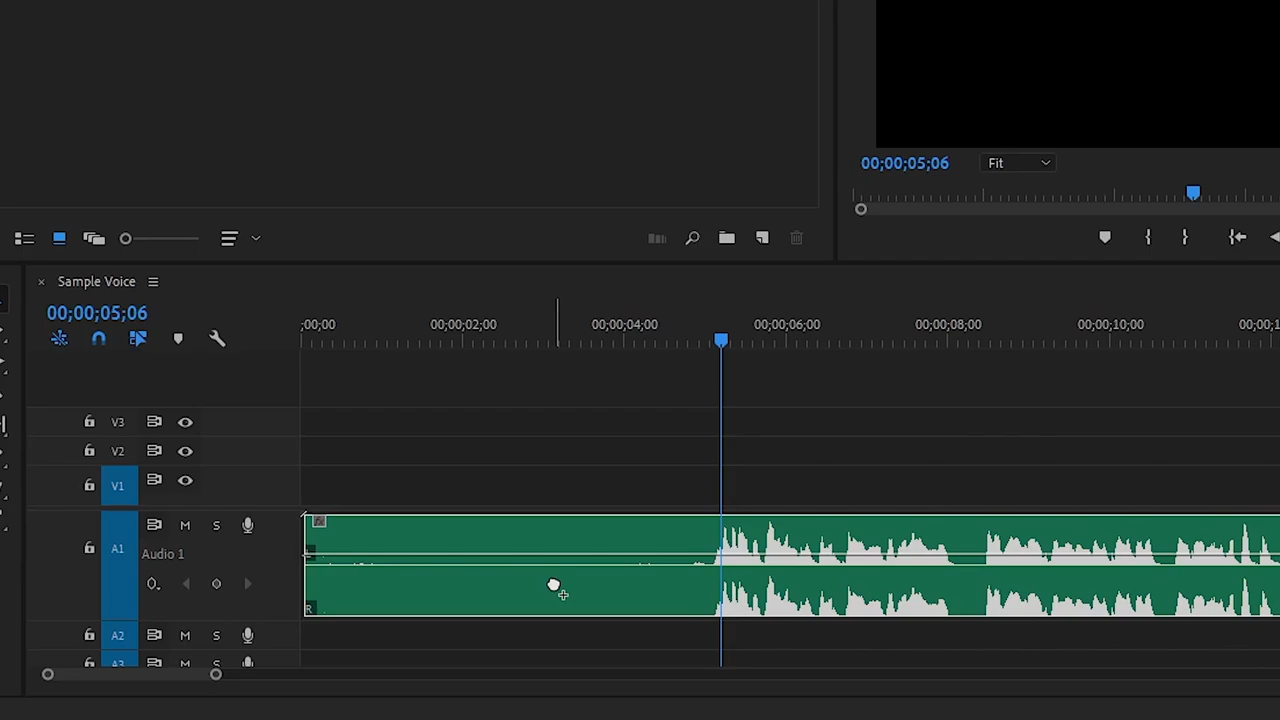 00;00;05;06
Fit
Sample Voice
00;00;05;06
;00;00
00;00;02;00
00;00;04;00
00;00;06;00
00;00;08;00
00;00;10;00
00;00;1
V3
V2
V1
fx
A1
M
S
Audio 1
R
A2
M
S
A3
M
S